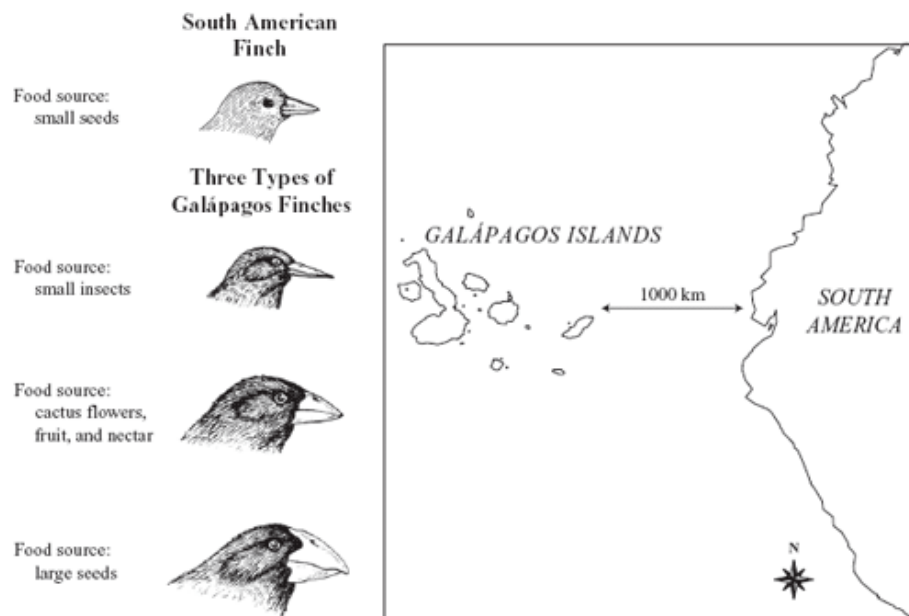 South American
Finch
Food source:
small seeds
Three Types of
Galápagos Finches
Food source:
small insects
Food source:
cactus flowers,
fruit, and nectar
Food source:
large seeds
GALÁPAGOS ISLANDS
1000 km
SOUTH
AMERICA
N